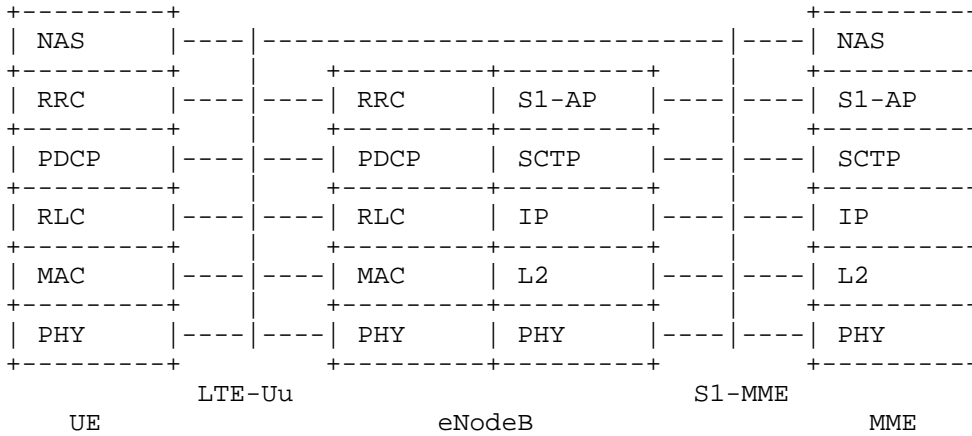 NAS NAS
RRC RRC S1-AP S1-AP
PDCP PDCP SCTP SCTP
RLC RLC IP IP
MAC MAC L2 L2
PHY PHY PHY PHY
LTE-Uu S1-MME
UE eNodeB MME